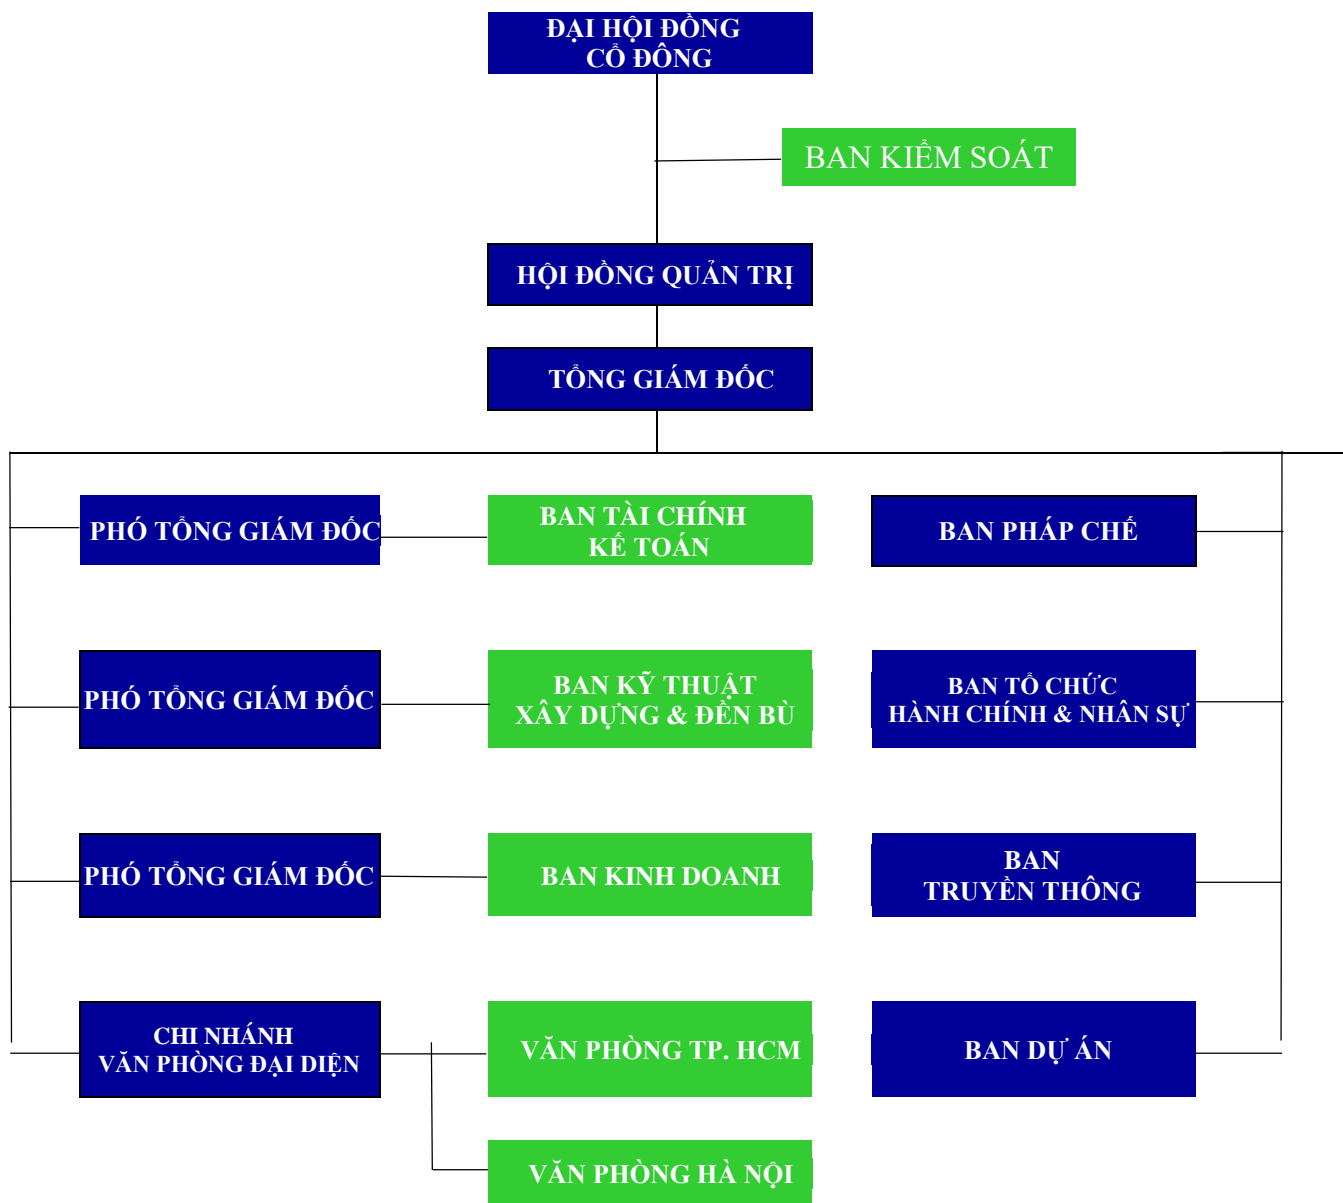 ĐẠI HỘI ĐỒNG
CỔ ĐÔNG
BAN KIỂM SOÁT
HỘI ĐỒNG QUẢN TRỊ
TỔNG GIÁM ĐỐC
PHÓ TỔNG GIÁM ĐỐC
BAN TÀI CHÍNH
KẾ TOÁN
BAN PHÁP CHẾ
PHÓ TỔNG GIÁM ĐỐC
BAN KỸ THUẬT
XÂY DỰNG & ĐỀN BÙ
BAN TỔ CHỨC
HÀNH CHÍNH & NHÂN SỰ
PHÓ TỔNG GIÁM ĐỐC
BAN KINH DOANH
BAN
TRUYỀN THÔNG
CHI NHÁNH
VĂN PHÒNG ĐẠI DIỆN
VĂN PHÒNG TP. HCM
BAN DỰ ÁN
VĂN PHÒNG HÀ NỘI